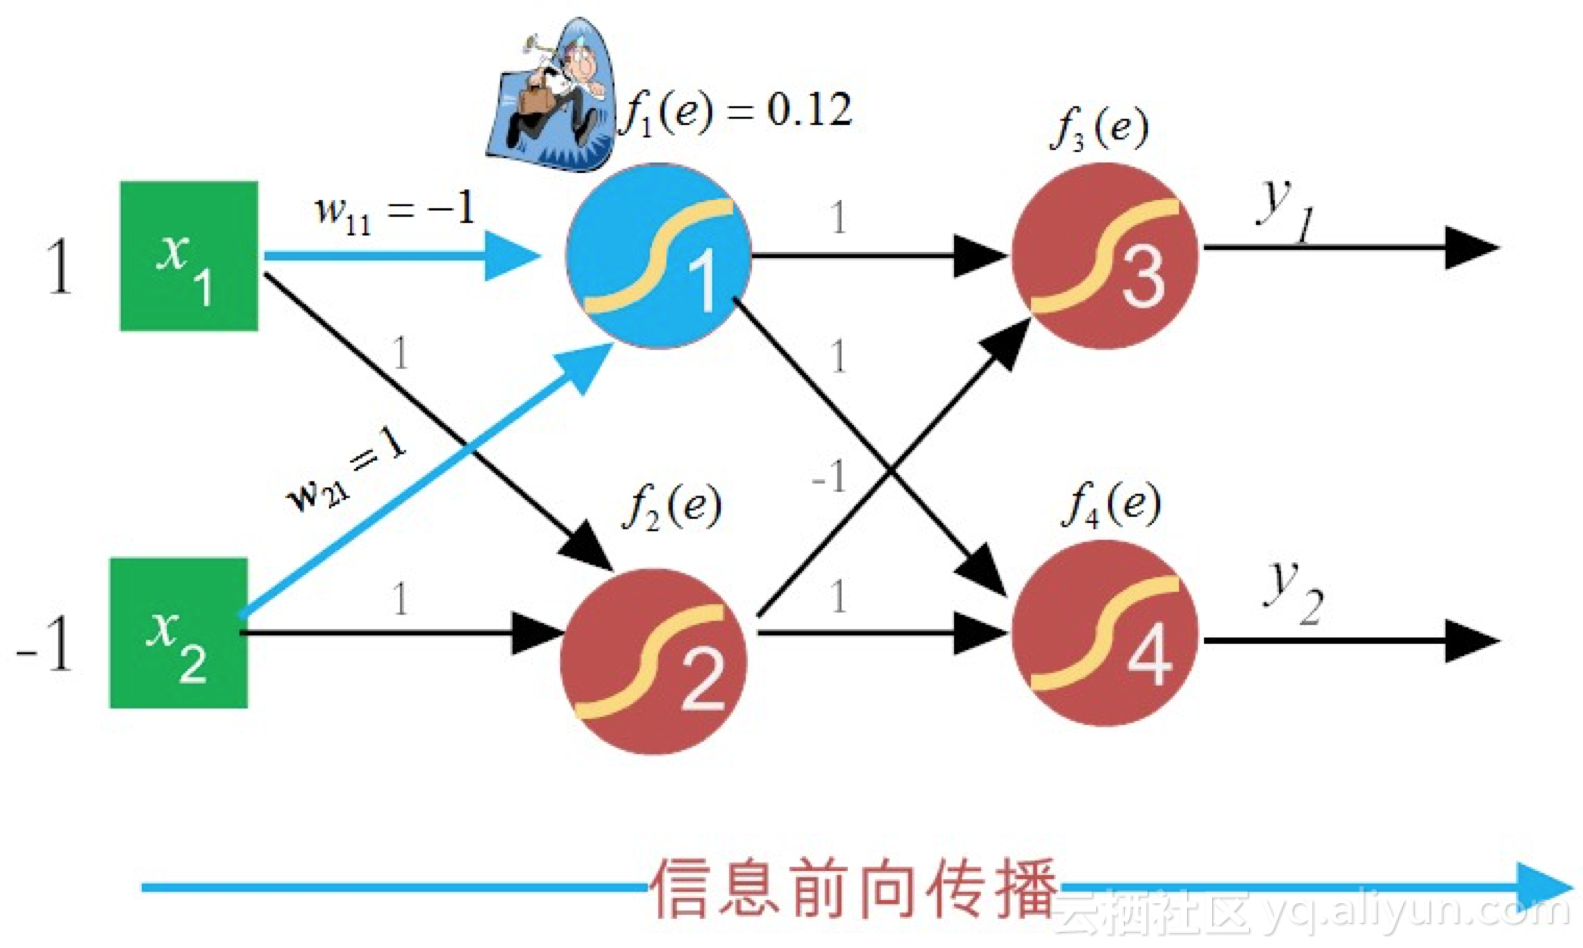 f₁(e) = 0.12
f₃(e)
1
x₁
w₁₁ = −1
1
1
3
y₁
1
1
w₂₁ = 1
-1
f₂(e)
f₄(e)
-1
x₂
1
2
1
4
y₂
信息前向传播
云栖社区 yq.aliyun.com